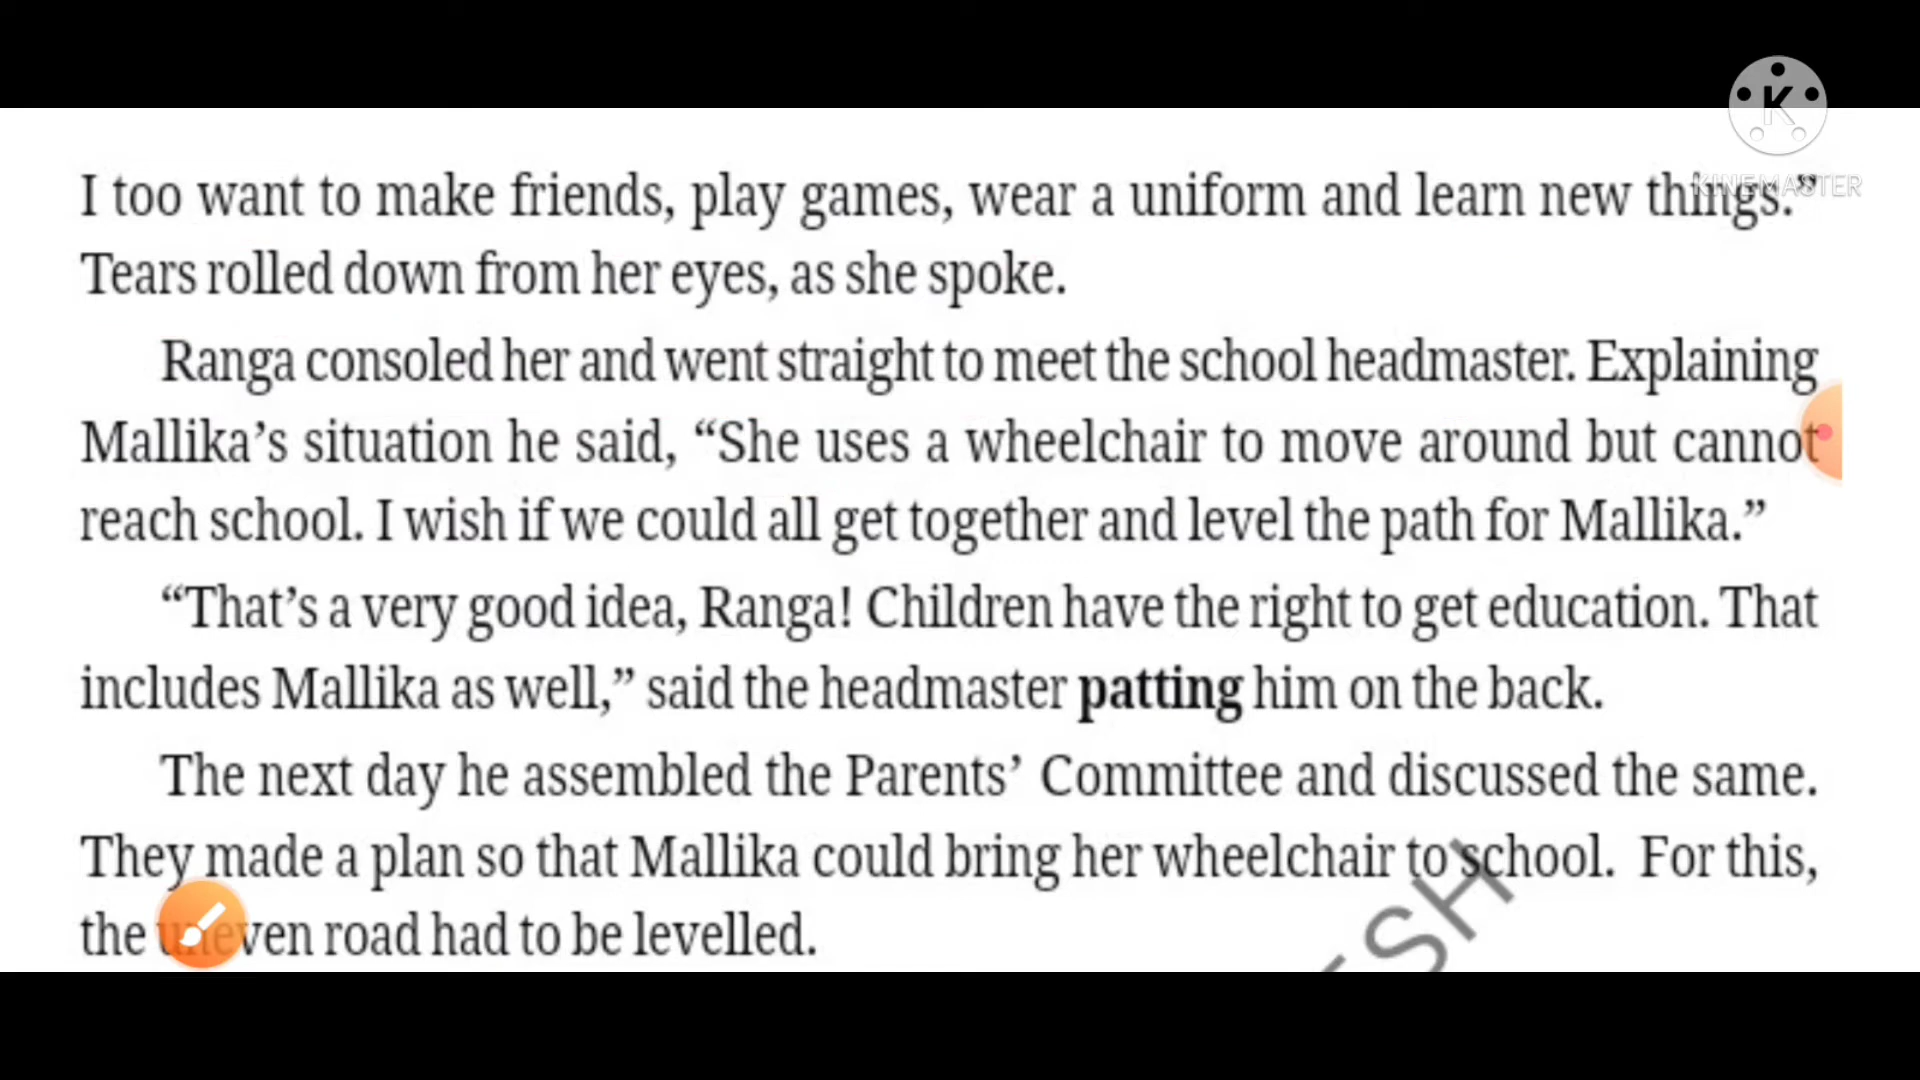 K
KINEMASTER
I too want to make friends, play games, wear a uniform and learn new things.”
Tears rolled down from her eyes, as she spoke.
Ranga consoled her and went straight to meet the school headmaster. Explaining
Mallika’s situation he said, “She uses a wheelchair to move around but cannot
reach school. I wish if we could all get together and level the path for Mallika.”
“That’s a very good idea, Ranga! Children have the right to get education. That
includes Mallika as well,” said the headmaster patting him on the back.
The next day he assembled the Parents’ Committee and discussed the same.
They made a plan so that Mallika could bring her wheelchair to school. For this,
the uneven road had to be levelled.
ESH